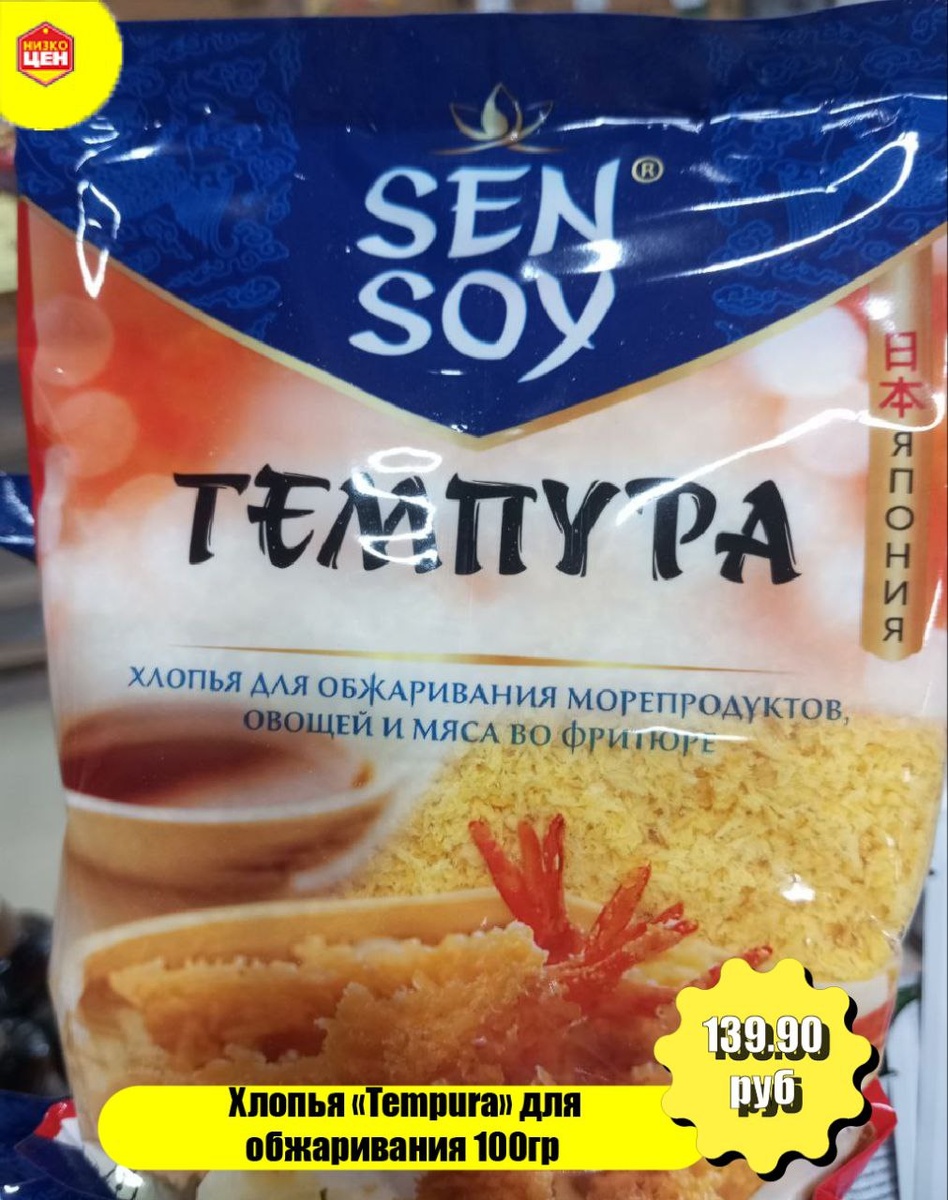 НИЗКО
ЦЕН
SEN®
SOY
ТЕМПУРА
日本 ЯПОНИЯ
ХЛОПЬЯ ДЛЯ ОБЖАРИВАНИЯ МОРЕПРОДУКТОВ,
ОВОЩЕЙ И МЯСА ВО ФРИТЮРЕ
139.90
руб
Хлопья «Tempura» для
обжаривания 100гр